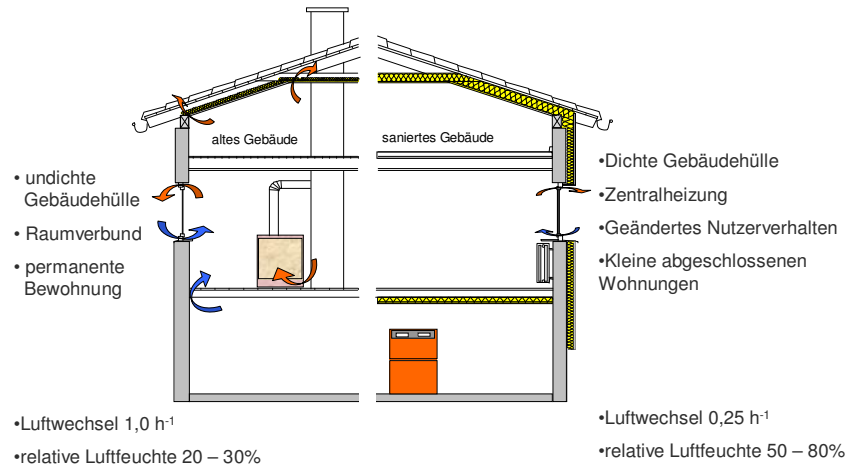 altes Gebäude
saniertes Gebäude
• undichte
Gebäudehülle
• Raumverbund
• permanente
Bewohnung
•Dichte Gebäudehülle
•Zentralheizung
•Geändertes Nutzerverhalten
•Kleine abgeschlossenen
Wohnungen
•Luftwechsel 1,0 h⁻¹
•relative Luftfeuchte 20 – 30%
•Luftwechsel 0,25 h⁻¹
•relative Luftfeuchte 50 – 80%